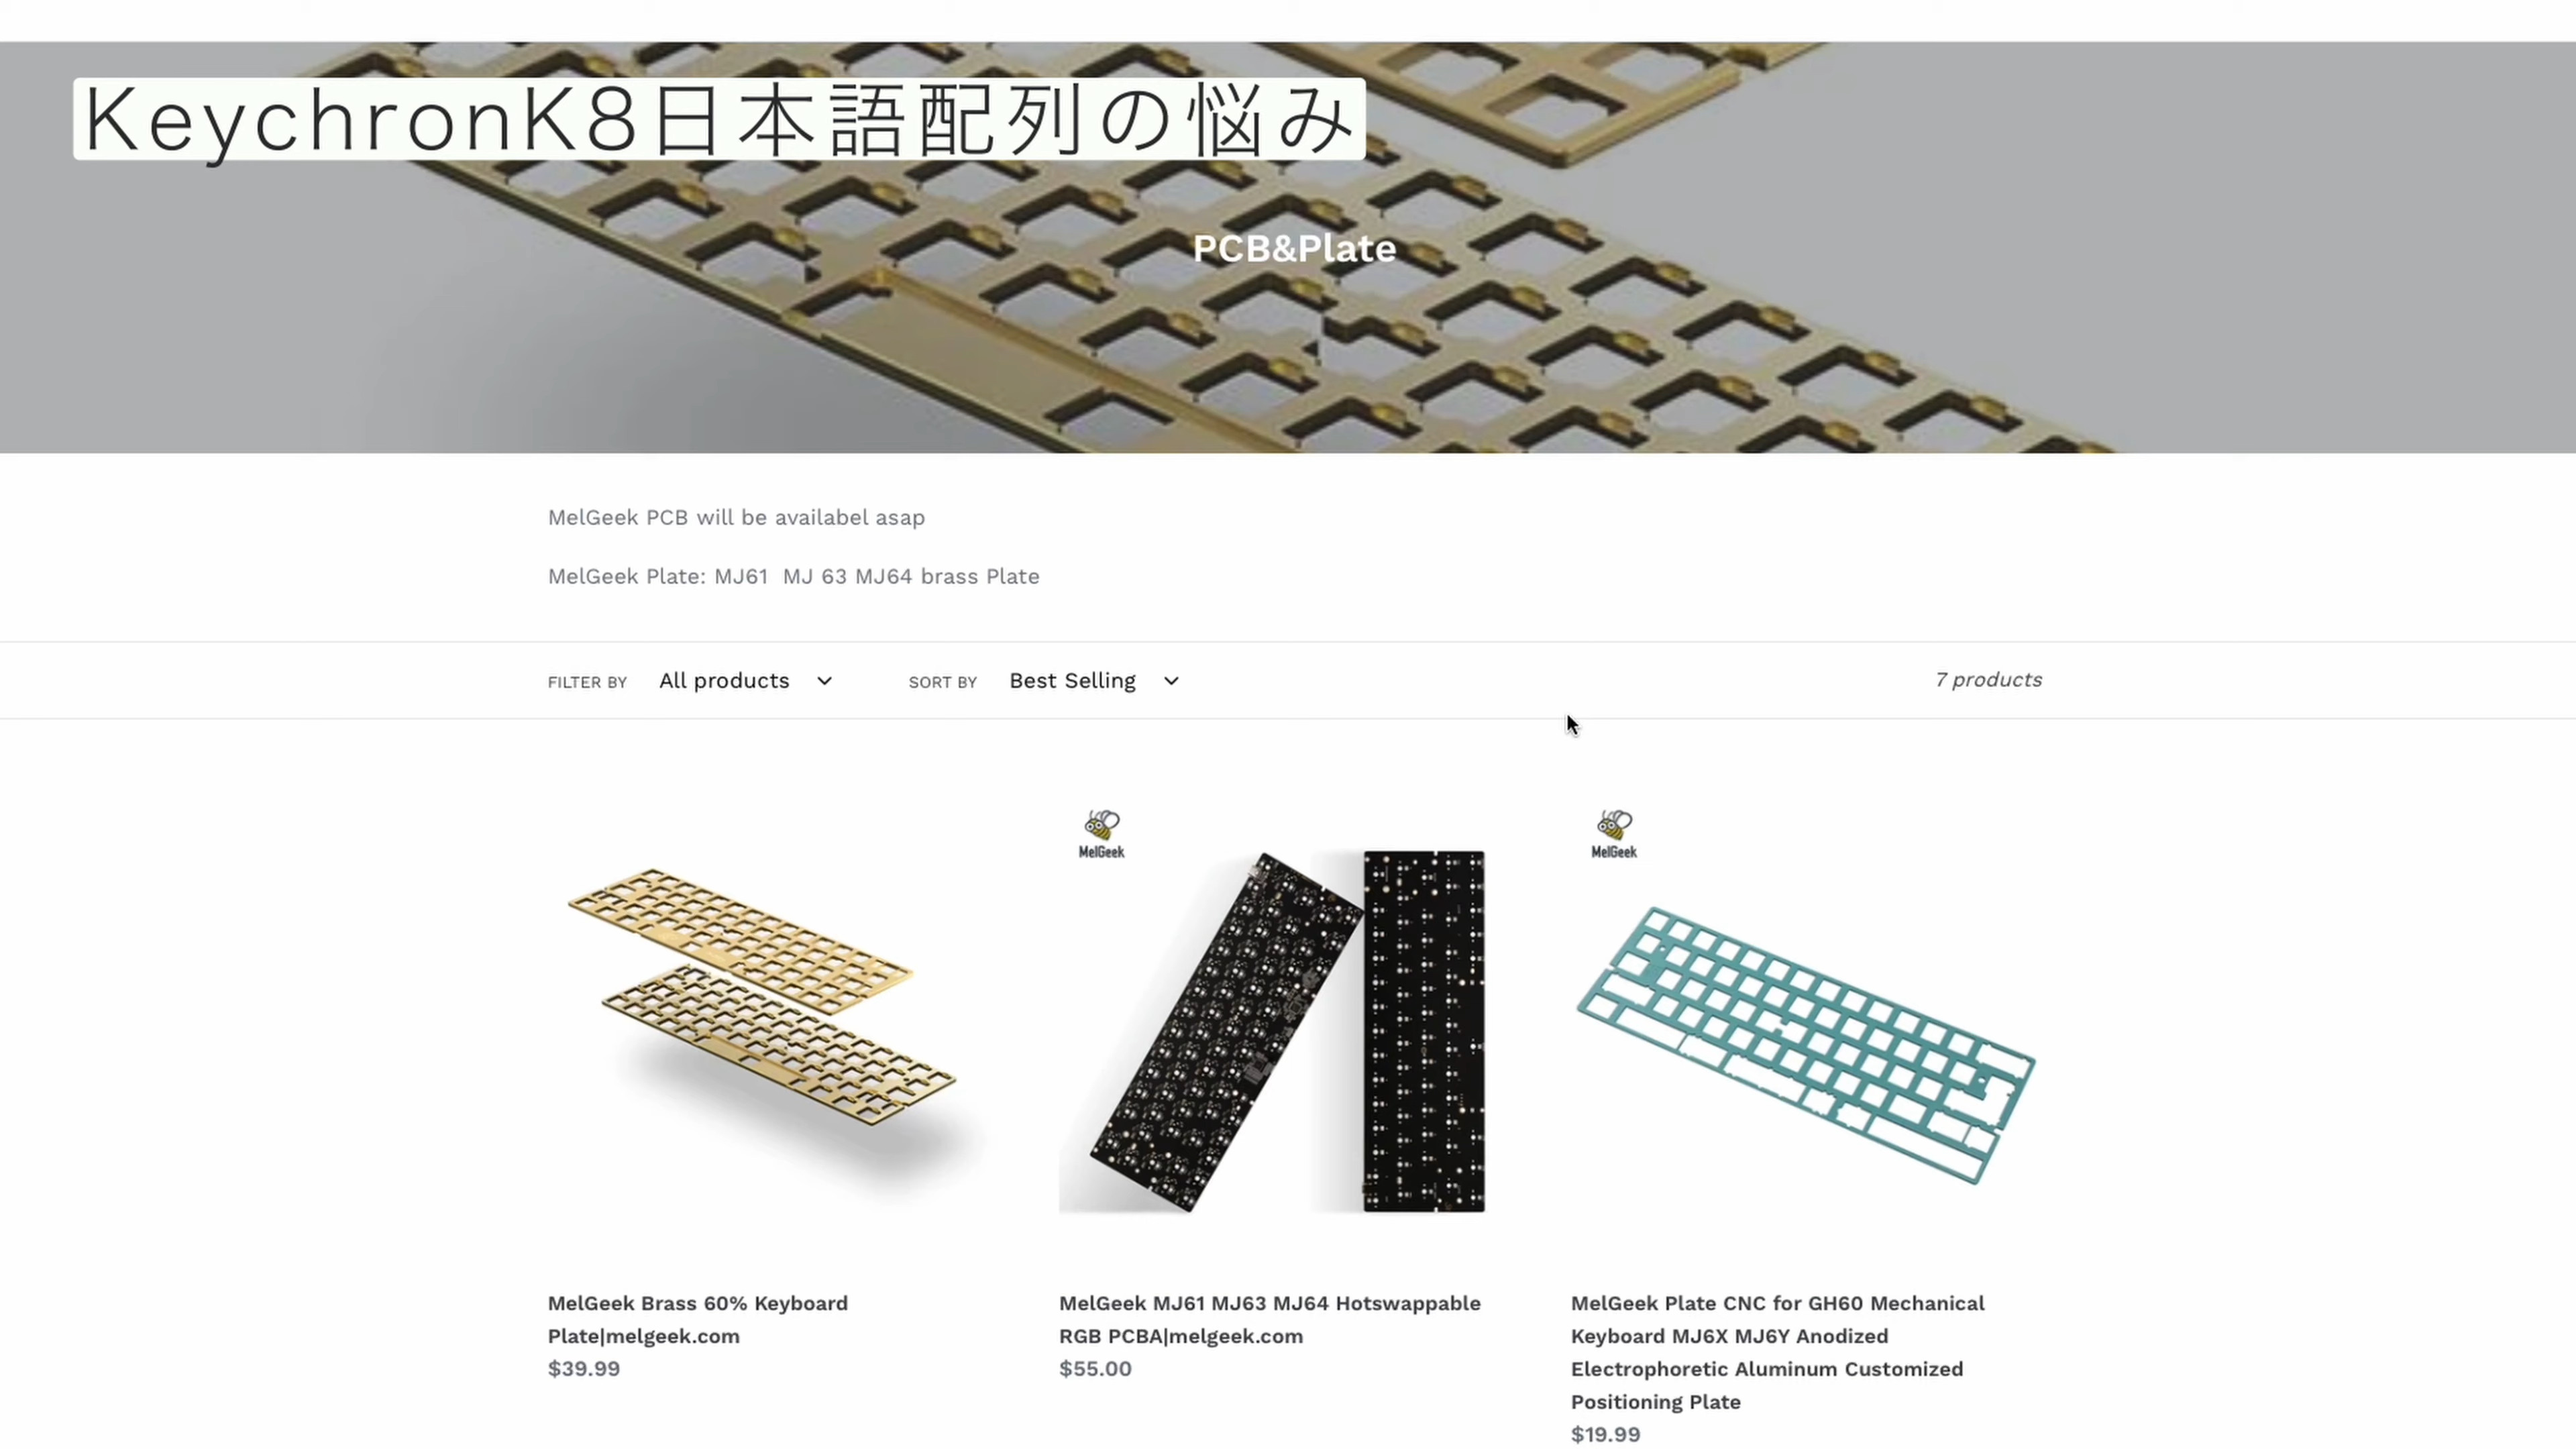 KeychronK8日本語配列の悩み
PCB&Plate
MelGeek PCB will be availabel asap
MelGeek Plate: MJ61 MJ 63 MJ64 brass Plate
FILTER BY All products SORT BY Best Selling 7 products
MelGeek
MelGeek
MelGeek Brass 60% Keyboard
Plate|melgeek.com
$39.99
MelGeek MJ61 MJ63 MJ64 Hotswappable
RGB PCBA|melgeek.com
$55.00
MelGeek Plate CNC for GH60 Mechanical
Keyboard MJ6X MJ6Y Anodized
Electrophoretic Aluminum Customized
Positioning Plate
$19.99